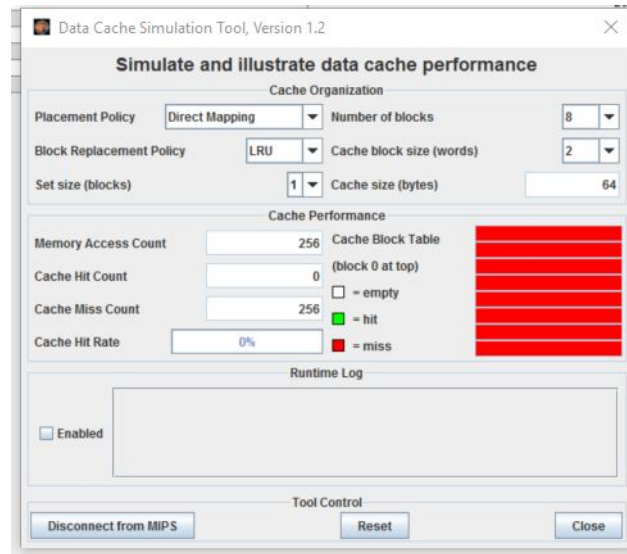 Data Cache Simulation Tool, Version 1.2
Simulate and illustrate data cache performance
Cache Organization
Placement Policy Direct Mapping Number of blocks 8
Block Replacement Policy LRU Cache block size (words) 2
Set size (blocks) 1 Cache size (bytes) 64
Cache Performance
Memory Access Count 256 Cache Block Table
(block 0 at top)
Cache Hit Count 0
= empty
Cache Miss Count 256
= hit
Cache Hit Rate 0% = miss
Runtime Log
Enabled
Tool Control
Disconnect from MIPS Reset Close